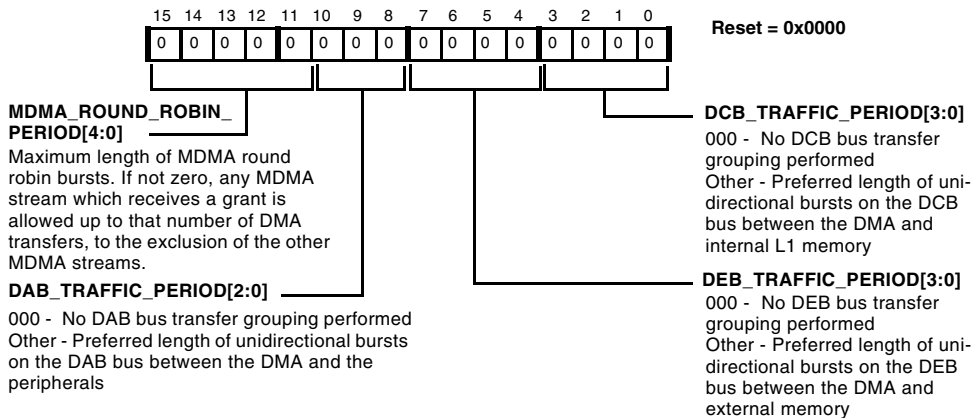 15 14 13 12 11 10 9 8 7 6 5 4 3 2 1 0
0 0 0 0 0 0 0 0 0 0 0 0 0 0 0 0
Reset = 0x0000
MDMA_ROUND_ROBIN_
PERIOD[4:0]
Maximum length of MDMA round
robin bursts. If not zero, any MDMA
stream which receives a grant is
allowed up to that number of DMA
transfers, to the exclusion of the other
MDMA streams.
DAB_TRAFFIC_PERIOD[2:0]
000 - No DAB bus transfer grouping performed
Other - Preferred length of unidirectional bursts
on the DAB bus between the DMA and the
peripherals
DCB_TRAFFIC_PERIOD[3:0]
000 - No DCB bus transfer
grouping performed
Other - Preferred length of uni-
directional bursts on the DCB
bus between the DMA and
internal L1 memory
DEB_TRAFFIC_PERIOD[3:0]
000 - No DEB bus transfer
grouping performed
Other - Preferred length of uni-
directional bursts on the DEB
bus between the DMA and
external memory